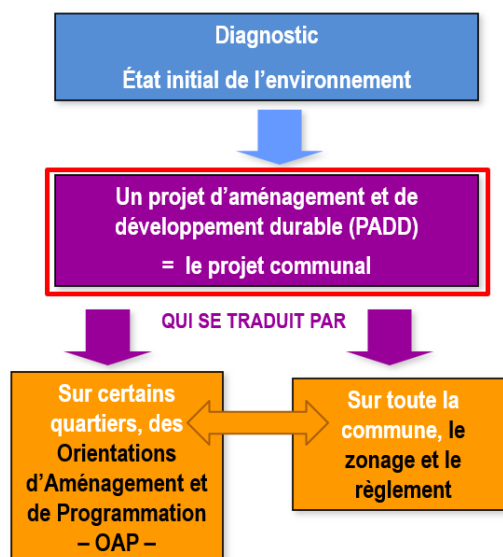 Diagnostic
État initial de l'environnement
Un projet d'aménagement et de
développement durable (PADD)
= le projet communal
QUI SE TRADUIT PAR
Sur certains
quartiers, des
Orientations
d'Aménagement et
de Programmation
– OAP –
Sur toute la
commune, le
zonage et le
règlement